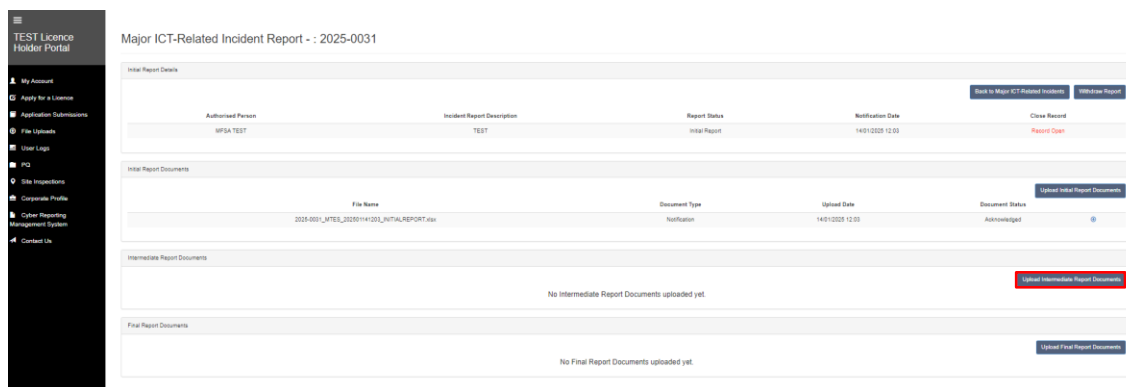 TEST Licence
Holder Portal
My Account
Apply for a Licence
Application Submissions
File Uploads
User Logs
PQ
Site Inspections
Corporate Profile
Cyber Reporting
Management System
Contact Us
Major ICT-Related Incident Report - : 2025-0031
Initial Report Details
Back to Major ICT-Related Incidents Withdraw Report
Authorised Person Incident Report Description Report Status Notification Date Close Record
MFSA TEST TEST Initial Report 14/01/2025 12:03 Record Open
Initial Report Documents
Upload Initial Report Documents
File Name Document Type Upload Date Document Status
2025-0031_MTES_202501141203_INITIALREPORT.xlsx Notification 14/01/2025 12:03 Acknowledged
Intermediate Report Documents
Upload Intermediate Report Documents
No Intermediate Report Documents uploaded yet.
Final Report Documents
Upload Final Report Documents
No Final Report Documents uploaded yet.